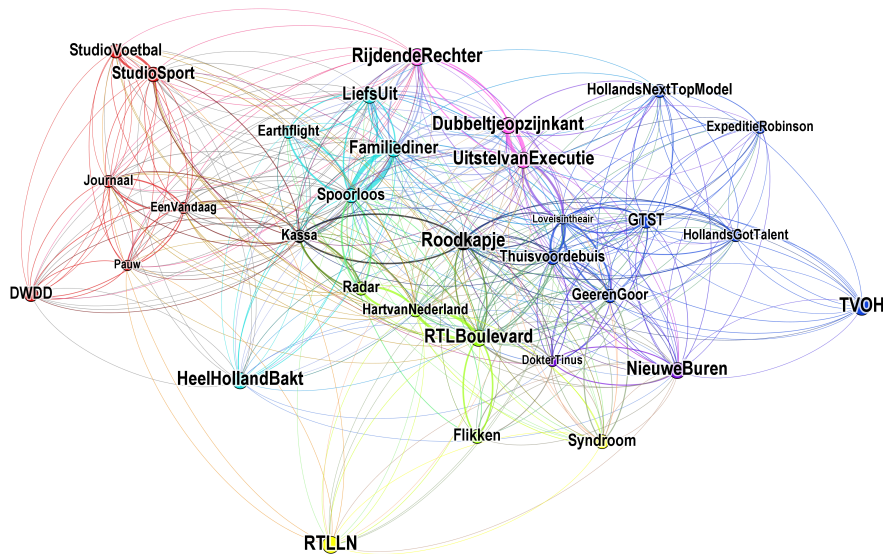 StudioVoetbal
RijdendeRechter
StudioSport
HollandsNextTopModel
LiefsUit
Dubbeltjeopzijnkant
ExpeditieRobinson
Earthflight
Familiediner
UitstelvanExecutie
Journaal
Spoorloos
EenVandaag
Loveisintheair
GTST
Kassa
Roodkapje
HollandsGotTalent
Thuisvoordebuis
Pauw
DWDD
Radar
GeerenGoor
TVOH
HartvanNederland
RTLBoulevard
DokterTinus
NieuweBuren
HeelHollandBakt
Flikken
Syndroom
RTLLN